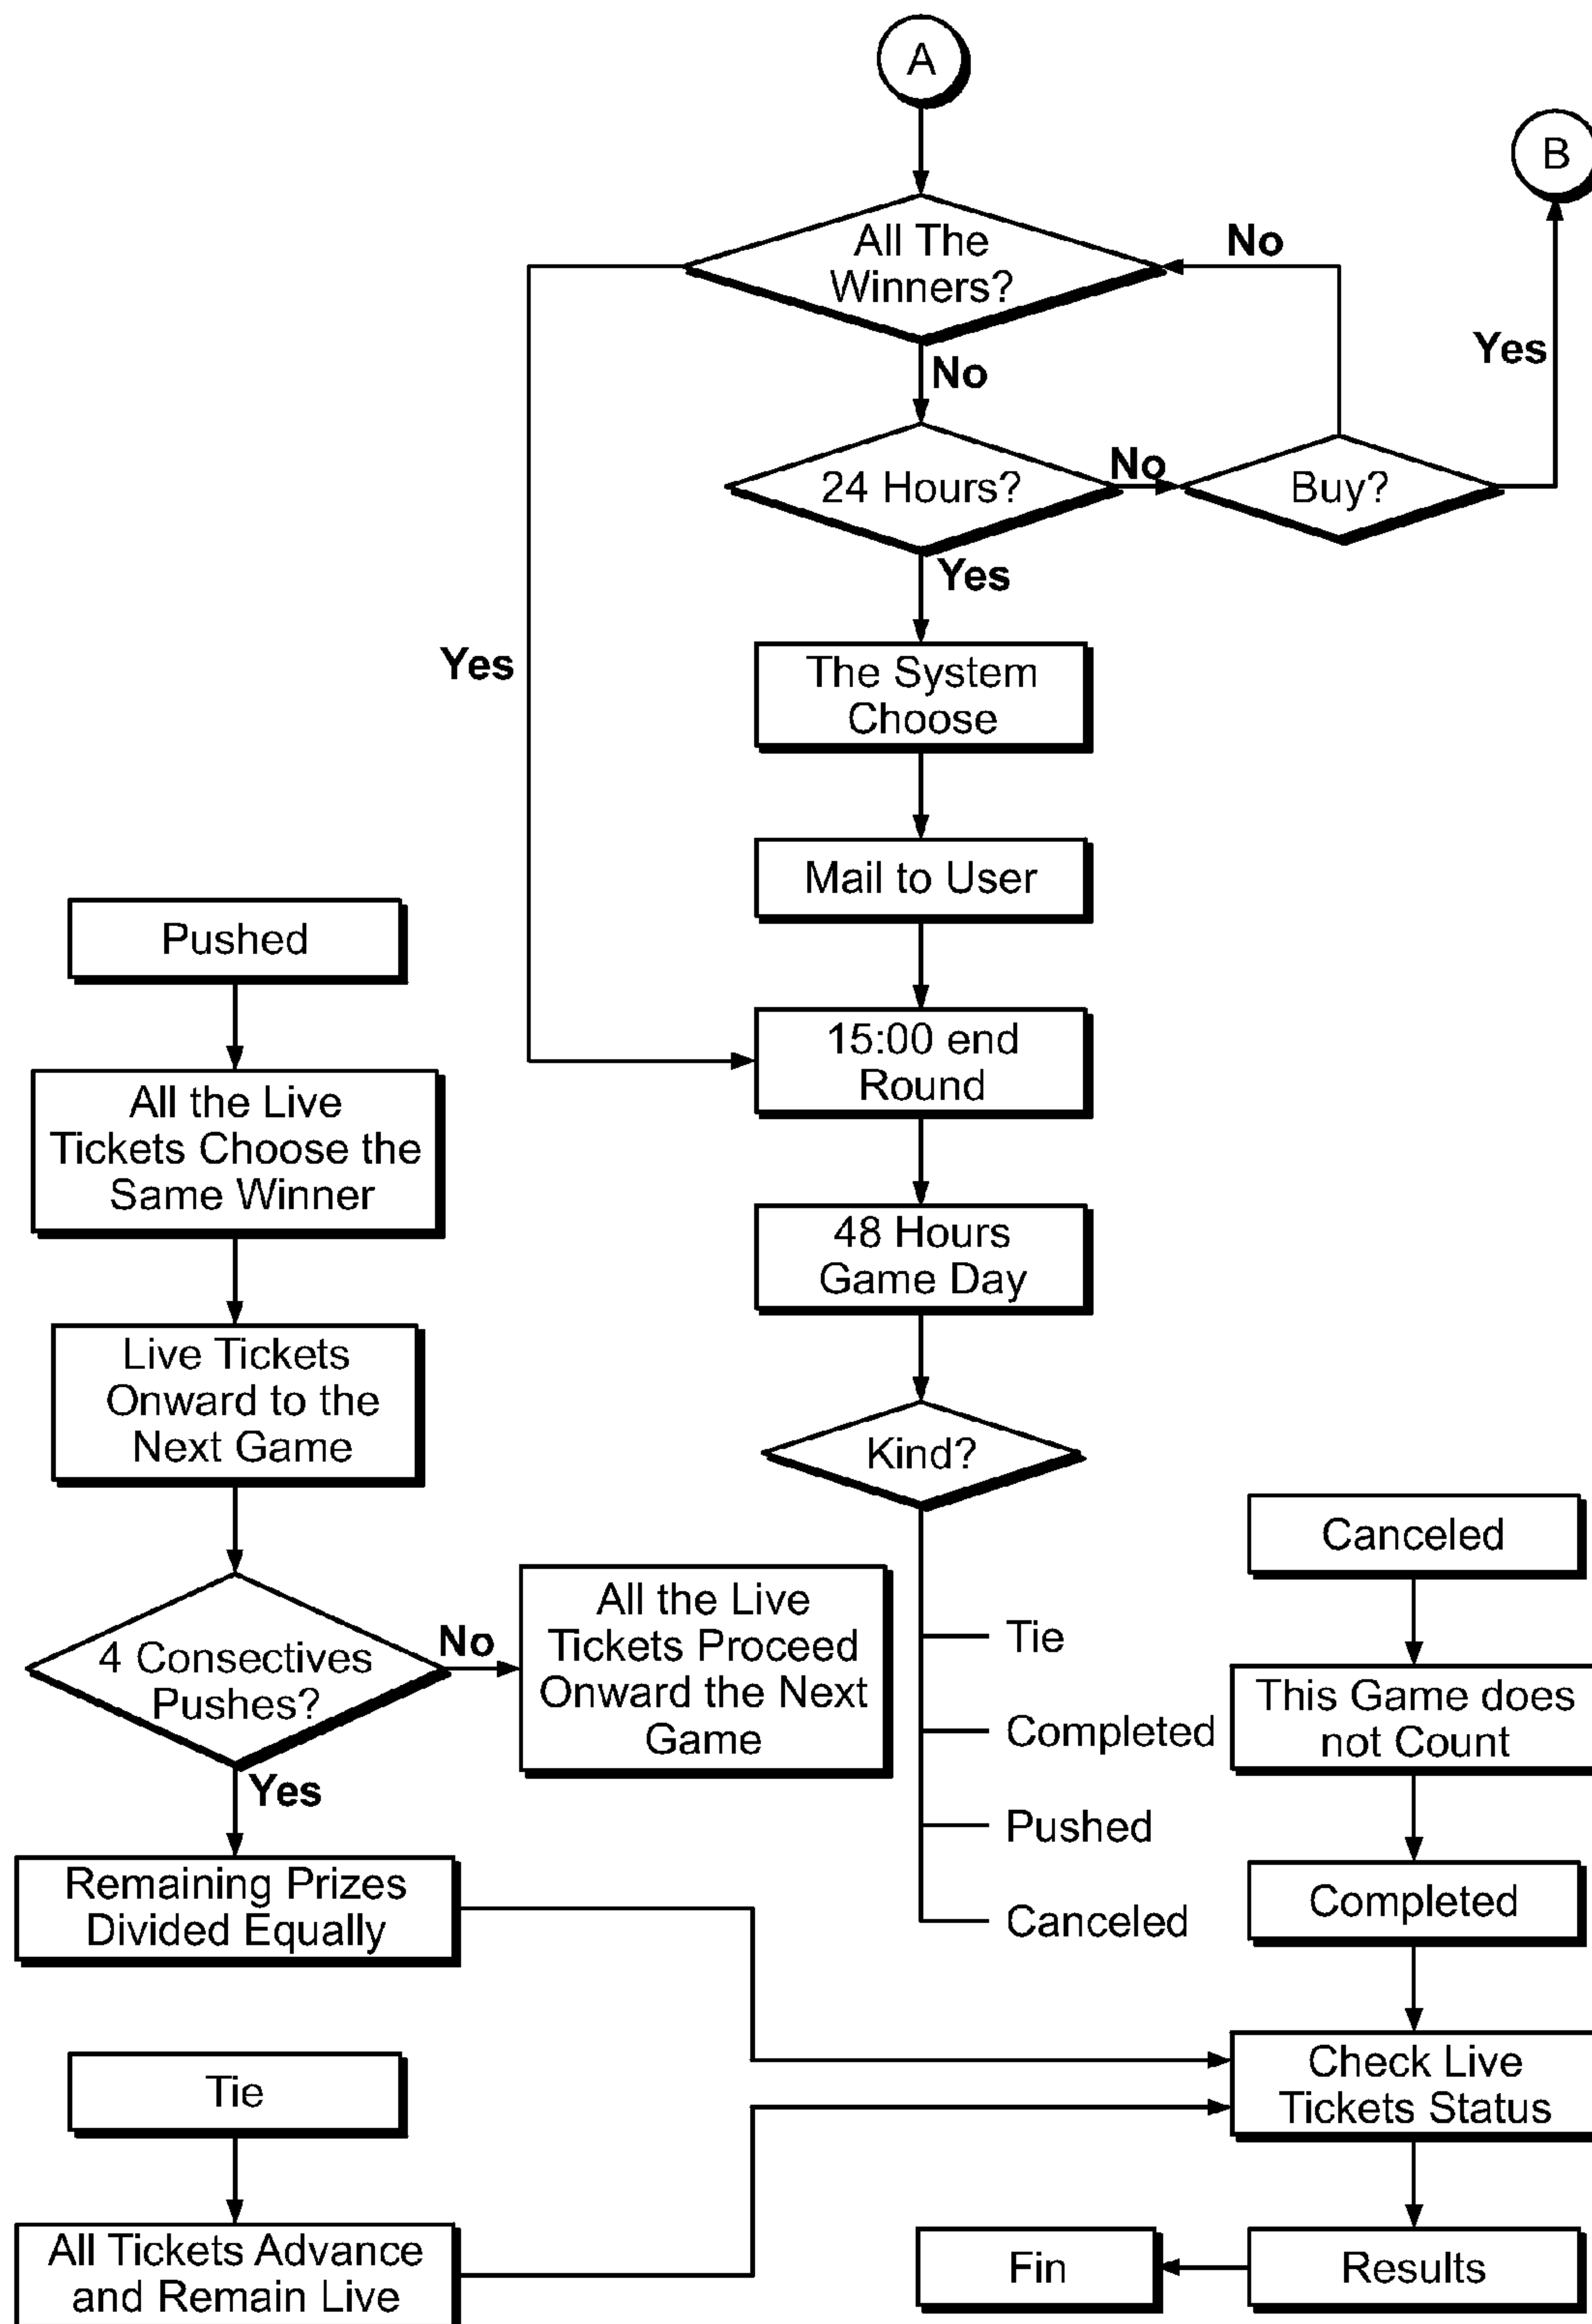 A
B
All The
Winners?
No
Yes
No
24 Hours?
No
Buy?
Yes
Yes
The System
Choose
Mail to User
15:00 end
Round
48 Hours
Game Day
Kind?
Tie
Completed
Pushed
Canceled
Pushed
All the Live
Tickets Choose the
Same Winner
Live Tickets
Onward to the
Next Game
4 Consectives
Pushes?
No
All the Live
Tickets Proceed
Onward the Next
Game
Yes
Remaining Prizes
Divided Equally
Tie
All Tickets Advance
and Remain Live
Canceled
This Game does
not Count
Completed
Check Live
Tickets Status
Results
Fin